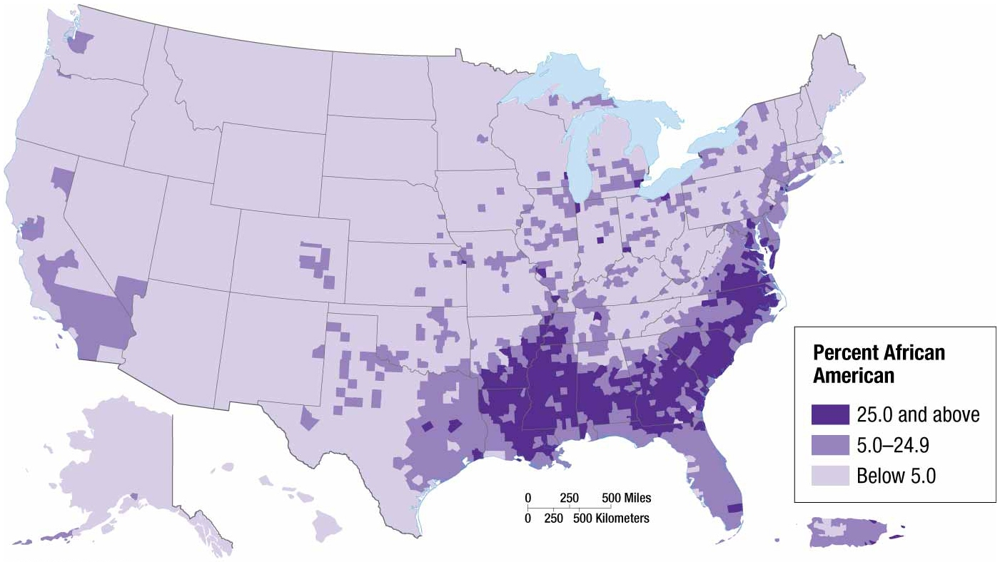 Percent African
American
25.0 and above
5.0–24.9
Below 5.0
0 250 500 Miles
0 250 500 Kilometers